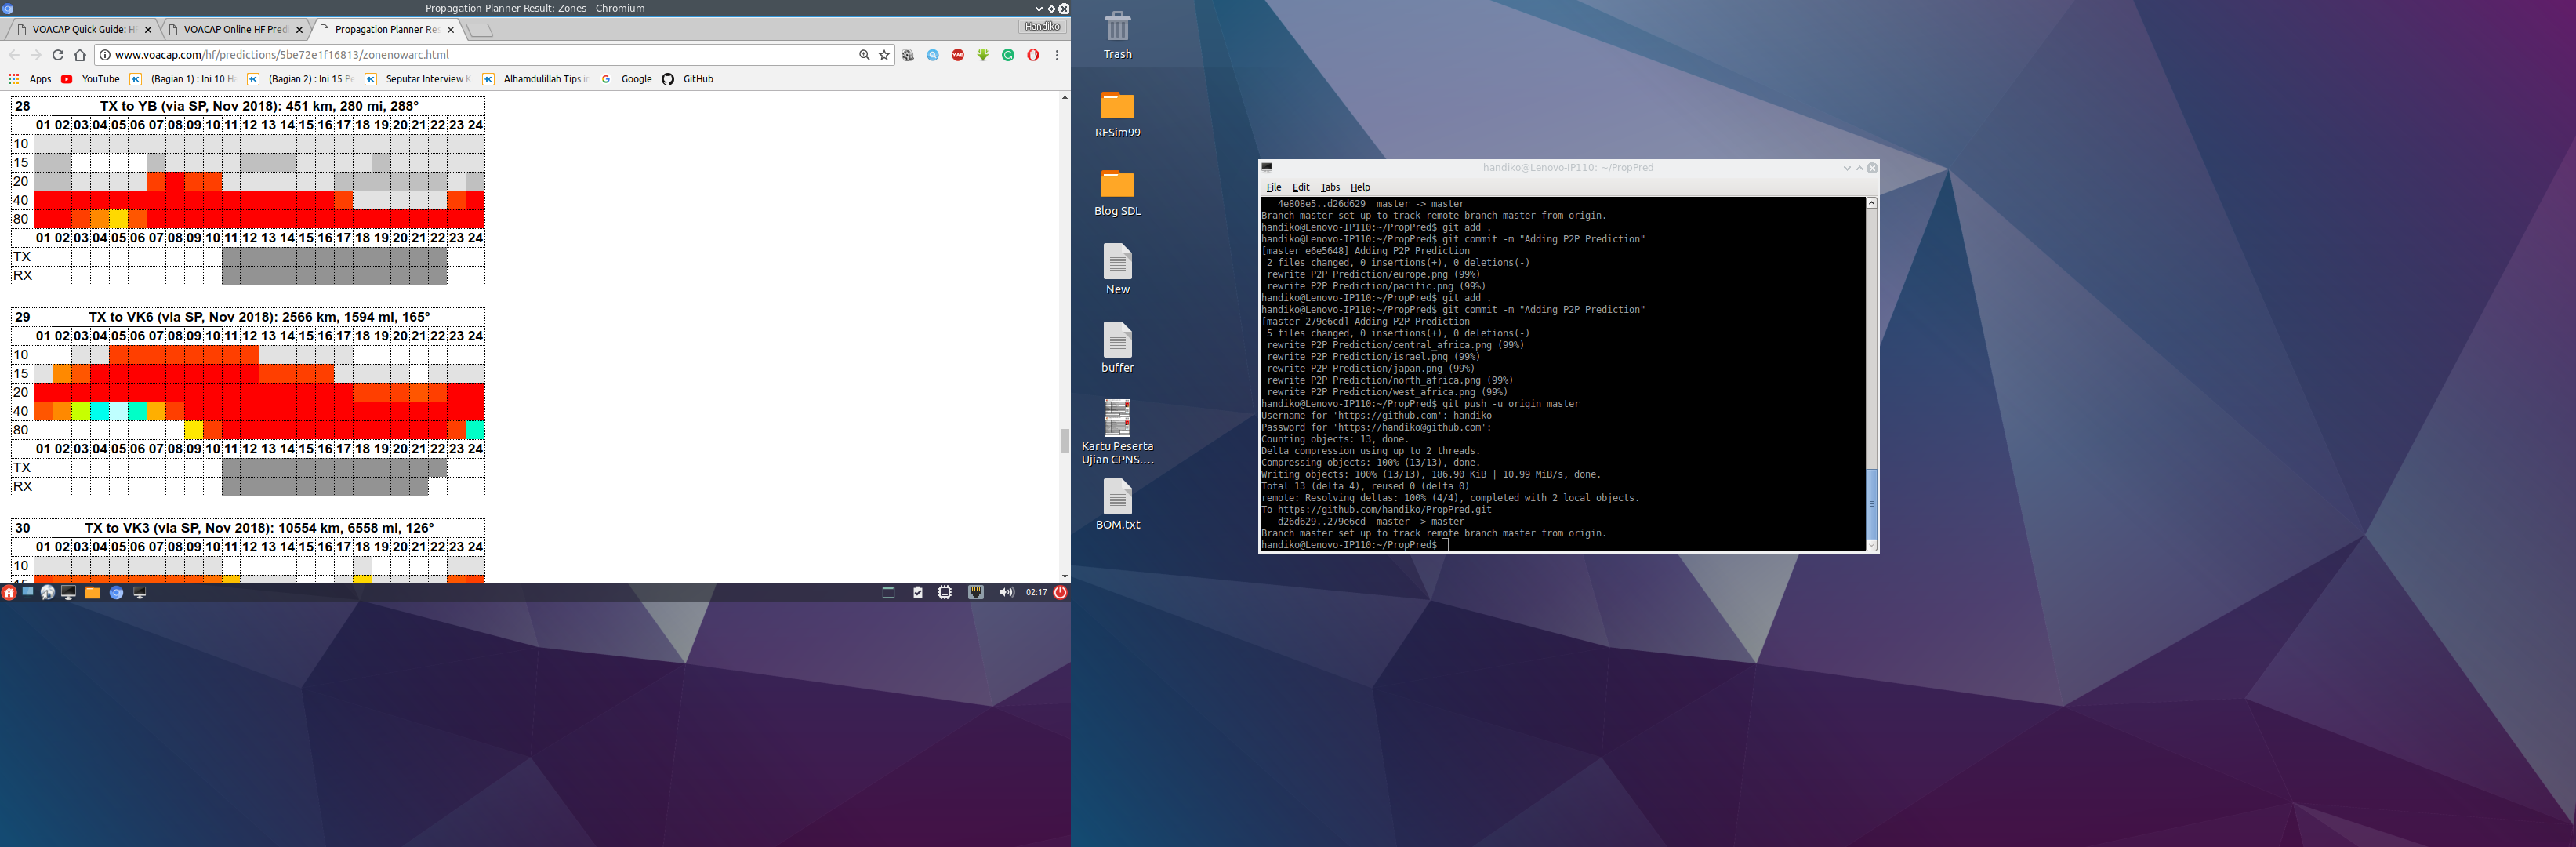 Propagation Planner Result: Zones - Chromium
VOACAP Quick Guide: H
VOACAP Online HF Pred
Propagation Planner Res
Handiko
www.voacap.com/hf/predictions/5be72e1f16813/zonenowarc.html
Apps
YouTube
(Bagian 1) : Ini 10 H
(Bagian 2) : Ini 15 P
Seputar Interview K
Alhamdulillah Tips in
Google
GitHub
28 TX to YB (via SP, Nov 2018): 451 km, 280 mi, 288°
01 02 03 04 05 06 07 08 09 10 11 12 13 14 15 16 17 18 19 20 21 22 23 24
10
15
20
40
80
01 02 03 04 05 06 07 08 09 10 11 12 13 14 15 16 17 18 19 20 21 22 23 24
TX
RX
29 TX to VK6 (via SP, Nov 2018): 2566 km, 1594 mi, 165°
01 02 03 04 05 06 07 08 09 10 11 12 13 14 15 16 17 18 19 20 21 22 23 24
10
15
20
40
80
01 02 03 04 05 06 07 08 09 10 11 12 13 14 15 16 17 18 19 20 21 22 23 24
TX
RX
30 TX to VK3 (via SP, Nov 2018): 10554 km, 6558 mi, 126°
01 02 03 04 05 06 07 08 09 10 11 12 13 14 15 16 17 18 19 20 21 22 23 24
10
02:17
Trash
RFSim99
Blog SDL
New
buffer
Kartu Peserta
Ujian CPNS....
BOM.txt
handiko@Lenovo-IP110: ~/PropPred
File Edit Tabs Help
4e808e5..d26d629  master -> master
Branch master set up to track remote branch master from origin.
handiko@Lenovo-IP110:~/PropPred$ git add .
handiko@Lenovo-IP110:~/PropPred$ git commit -m "Adding P2P Prediction"
[master e6e5648] Adding P2P Prediction
2 files changed, 0 insertions(+), 0 deletions(-)
rewrite P2P Prediction/europe.png (99%)
rewrite P2P Prediction/pacific.png (99%)
handiko@Lenovo-IP110:~/PropPred$ git add .
handiko@Lenovo-IP110:~/PropPred$ git commit -m "Adding P2P Prediction"
[master 279e6cd] Adding P2P Prediction
5 files changed, 0 insertions(+), 0 deletions(-)
rewrite P2P Prediction/central_africa.png (99%)
rewrite P2P Prediction/israel.png (99%)
rewrite P2P Prediction/japan.png (99%)
rewrite P2P Prediction/north_africa.png (99%)
rewrite P2P Prediction/west_africa.png (99%)
handiko@Lenovo-IP110:~/PropPred$ git push -u origin master
Username for 'https://github.com': handiko
Password for 'https://handiko@github.com':
Counting objects: 13, done.
Delta compression using up to 2 threads.
Compressing objects: 100% (13/13), done.
Writing objects: 100% (13/13), 186.90 KiB | 10.99 MiB/s, done.
Total 13 (delta 4), reused 0 (delta 0)
remote: Resolving deltas: 100% (4/4), completed with 2 local objects.
To https://github.com/handiko/PropPred.git
d26d629..279e6cd  master -> master
Branch master set up to track remote branch master from origin.
handiko@Lenovo-IP110:~/PropPred$